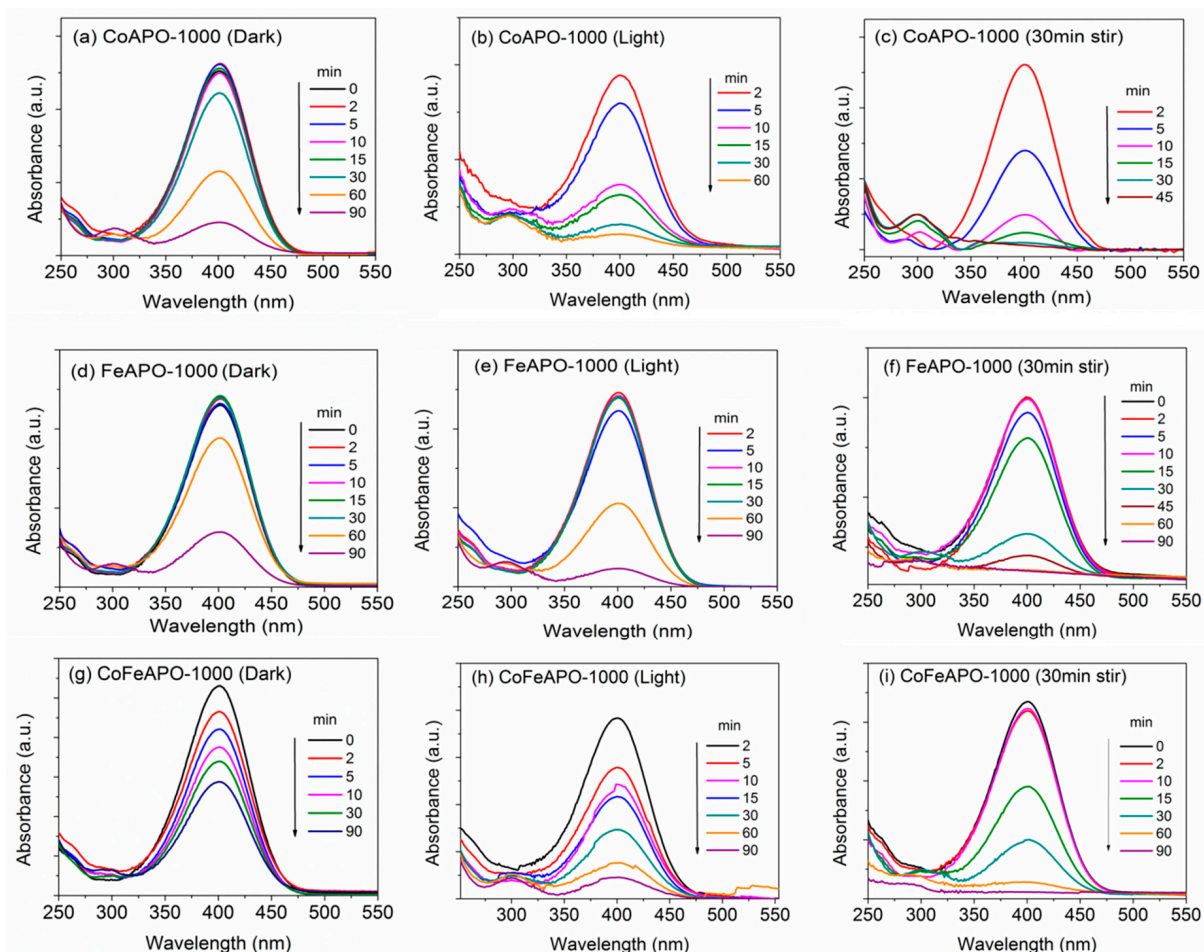 (a) CoAPO-1000 (Dark)
min
0
2
5
10
15
30
60
90
Absorbance (a.u.)
250 300 350 400 450 500 550
Wavelength (nm)
(b) CoAPO-1000 (Light)
min
2
5
10
15
30
60
Absorbance (a.u.)
250 300 350 400 450 500 550
Wavelength (nm)
(c) CoAPO-1000 (30min stir)
min
2
5
10
15
30
45
Absorbance (a.u.)
250 300 350 400 450 500 550
Wavelength (nm)
(d) FeAPO-1000 (Dark)
min
0
2
5
10
15
30
60
90
Absorbance (a.u.)
250 300 350 400 450 500 550
Wavelength (nm)
(e) FeAPO-1000 (Light)
min
2
5
10
15
30
60
90
Absorbance (a.u.)
250 300 350 400 450 500 550
Wavelength (nm)
(f) FeAPO-1000 (30min stir)
min
0
2
5
10
15
30
45
60
90
Absorbance (a.u.)
250 300 350 400 450 500 550
Wavelength (nm)
(g) CoFeAPO-1000 (Dark)
min
0
2
5
10
30
90
Absorbance (a.u.)
250 300 350 400 450 500 550
Wavelength (nm)
(h) CoFeAPO-1000 (Light)
min
2
5
10
15
30
60
90
Absorbance (a.u.)
300 350 400 450 500 550
Wavelength (nm)
(i) CoFeAPO-1000 (30min stir)
min
0
2
10
15
30
60
90
Absorbance (a.u.)
250 300 350 400 450 500 550
Wavelength (nm)